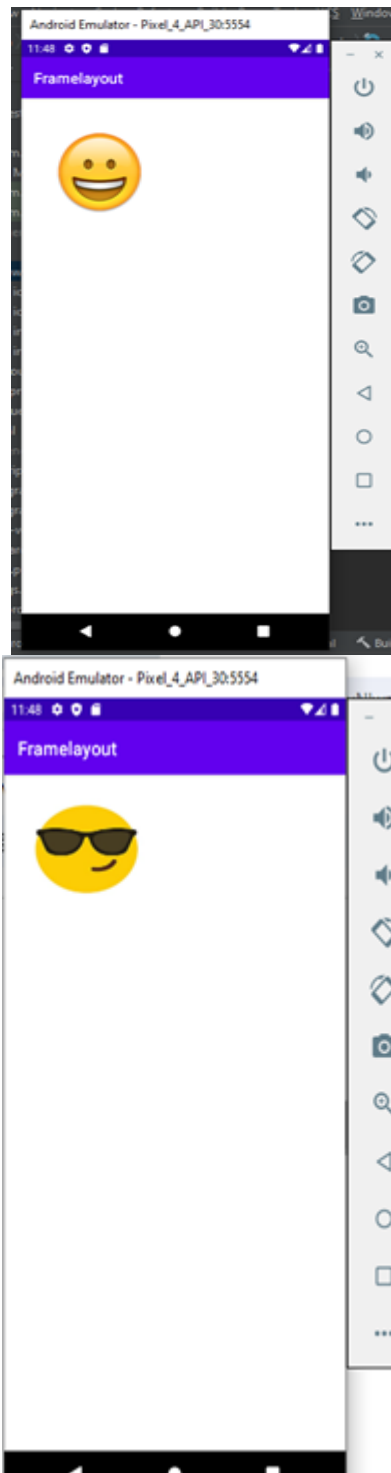 Android Emulator - Pixel_4_API_30:5554
11:48
Framelayout
Android Emulator - Pixel_4_API_30:5554
11:48
Framelayout